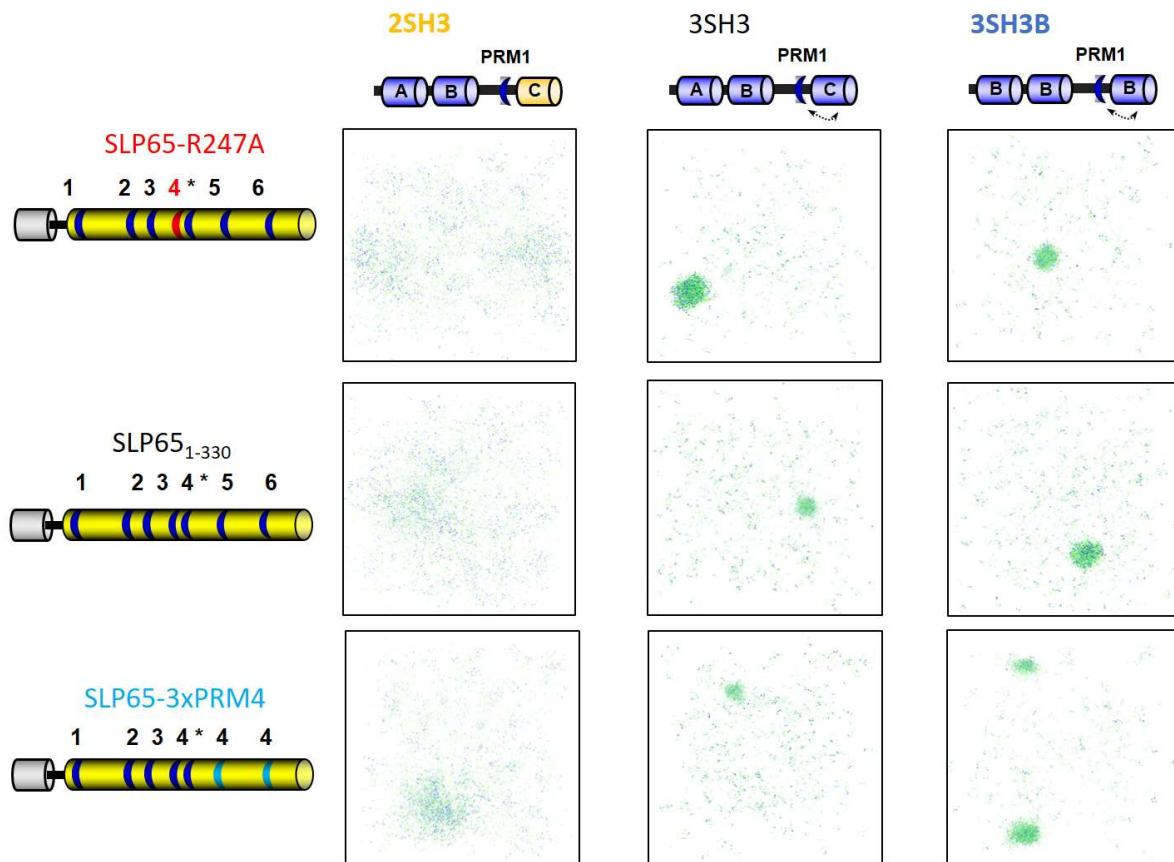 2SH3 3SH3 3SH3B
PRM1 PRM1 PRM1
A B C A B C B B B
SLP65-R247A
1 2 3 4 * 5 6
SLP65₁₋₃₃₀
1 2 3 4 * 5 6
SLP65-3xPRM4
1 2 3 4 * 4 4